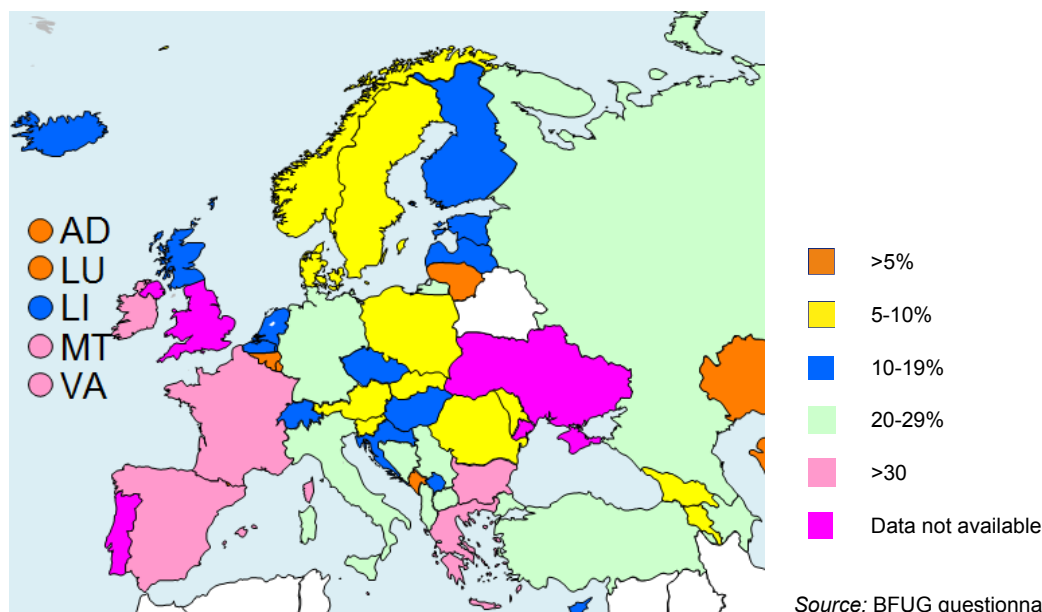 AD
LU
LI
MT
VA
>5%
5-10%
10-19%
20-29%
>30
Data not available
Source: BFUG questionna